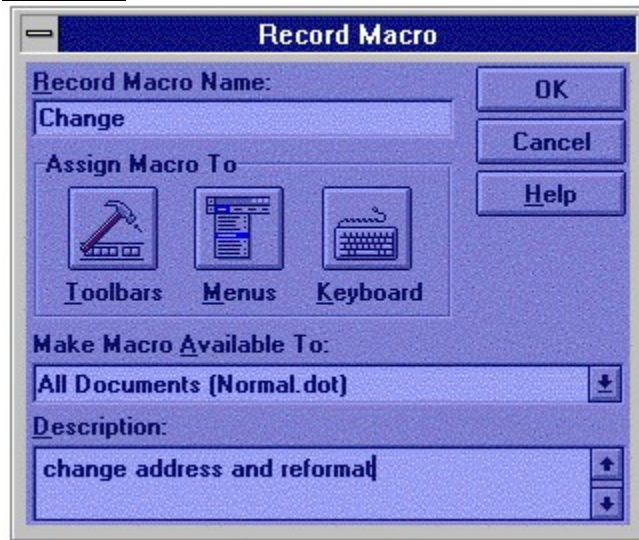 Record Macro
Record Macro Name:
OK
Change
Cancel
Assign Macro To
Help
Toolbars Menus Keyboard
Make Macro Available To:
All Documents (Normal.dot)
Description:
change address and reformat